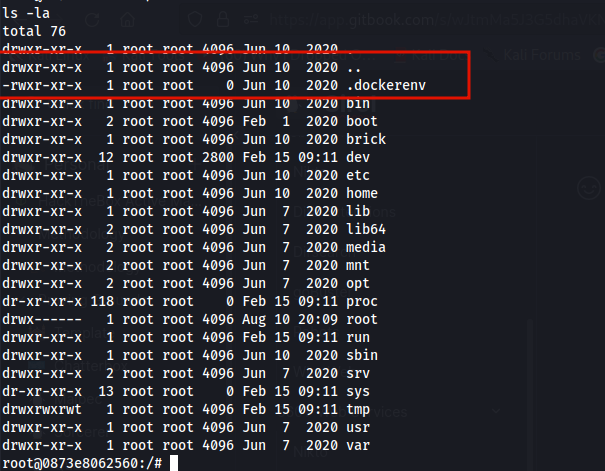 ls -la
total 76
drwxr-xr-x   1 root root 4096 Jun 10  2020 .
drwxr-xr-x   1 root root 4096 Jun 10  2020 ..
-rwxr-xr-x   1 root root    0 Jun 10  2020 .dockerenv
drwxr-xr-x   1 root root 4096 Jun 10  2020 bin
drwxr-xr-x   2 root root 4096 Feb  1  2020 boot
drwxr-xr-x   1 root root 4096 Jun 10  2020 brick
drwxr-xr-x  12 root root 2800 Feb 15 09:11 dev
drwxr-xr-x   1 root root 4096 Jun 10  2020 etc
drwxr-xr-x   1 root root 4096 Jun 10  2020 home
drwxr-xr-x   1 root root 4096 Jun  7  2020 lib
drwxr-xr-x   2 root root 4096 Jun  7  2020 lib64
drwxr-xr-x   2 root root 4096 Jun  7  2020 media
drwxr-xr-x   2 root root 4096 Jun  7  2020 mnt
drwxr-xr-x   2 root root 4096 Jun  7  2020 opt
dr-xr-xr-x 118 root root    0 Feb 15 09:11 proc
drwx------   1 root root 4096 Aug 10 20:09 root
drwxr-xr-x   1 root root 4096 Feb 15 09:11 run
drwxr-xr-x   1 root root 4096 Jun 10  2020 sbin
drwxr-xr-x   2 root root 4096 Jun  7  2020 srv
dr-xr-xr-x  13 root root    0 Feb 15 09:11 sys
drwxrwxrwt   1 root root 4096 Feb 15 09:11 tmp
drwxr-xr-x   1 root root 4096 Jun  7  2020 usr
drwxr-xr-x   1 root root 4096 Jun  7  2020 var
root@0873e8062560:/#